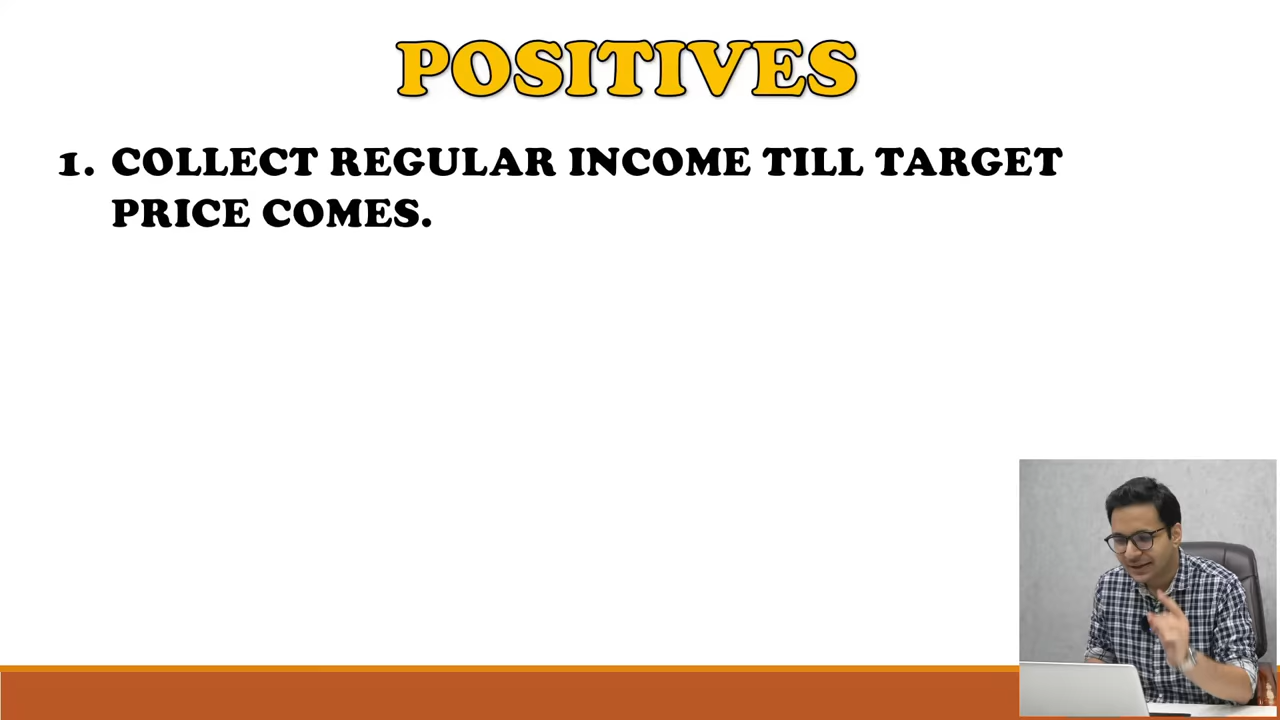 POSITIVES
1. COLLECT REGULAR INCOME TILL TARGET
PRICE COMES.